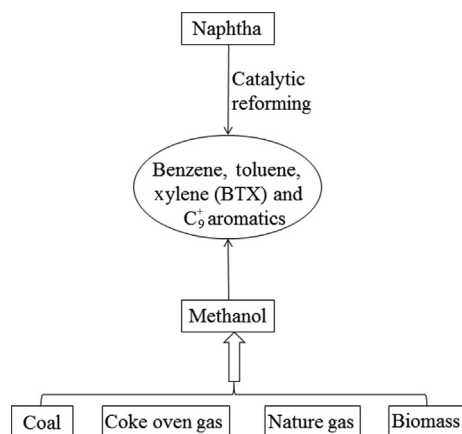 Naphtha
Catalytic
reforming
Benzene, toluene,
xylene (BTX) and
C₉⁺ aromatics
Methanol
Coal Coke oven gas Nature gas Biomass